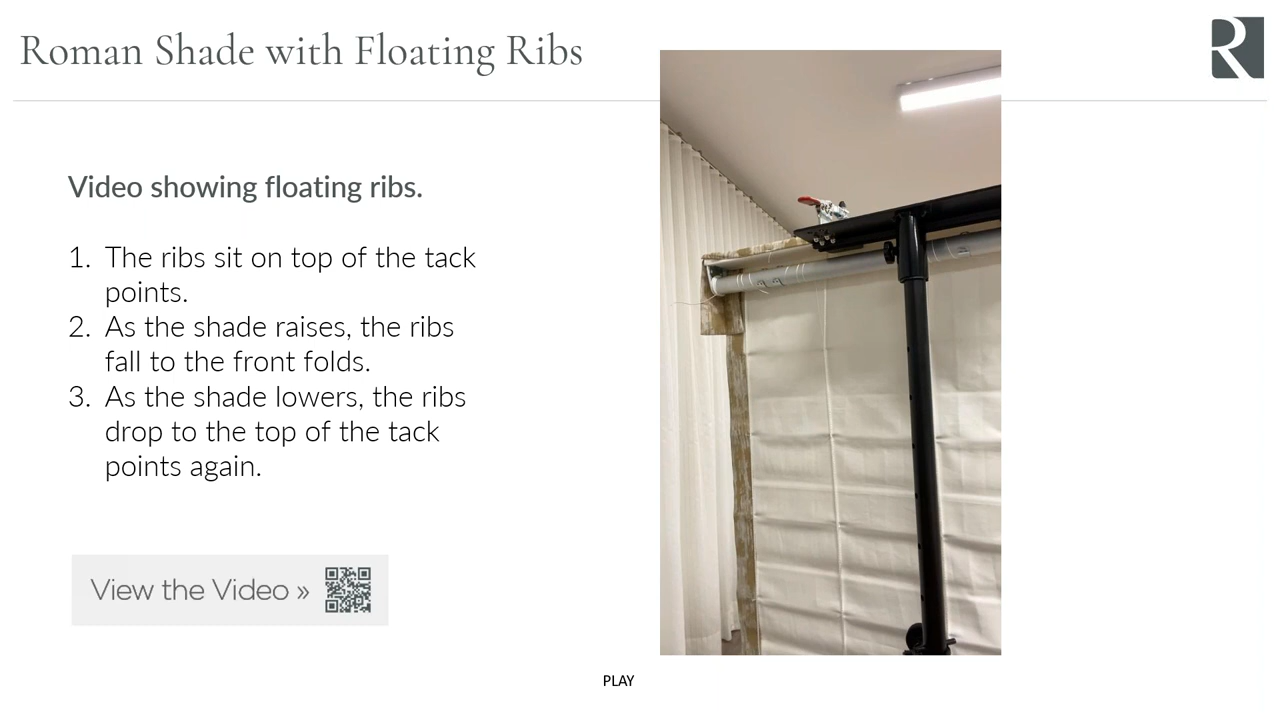 Roman Shade with Floating Ribs
R
Video showing floating ribs.
1. The ribs sit on top of the tack
points.
2. As the shade raises, the ribs
fall to the front folds.
3. As the shade lowers, the ribs
drop to the top of the tack
points again.
View the Video »
PLAY